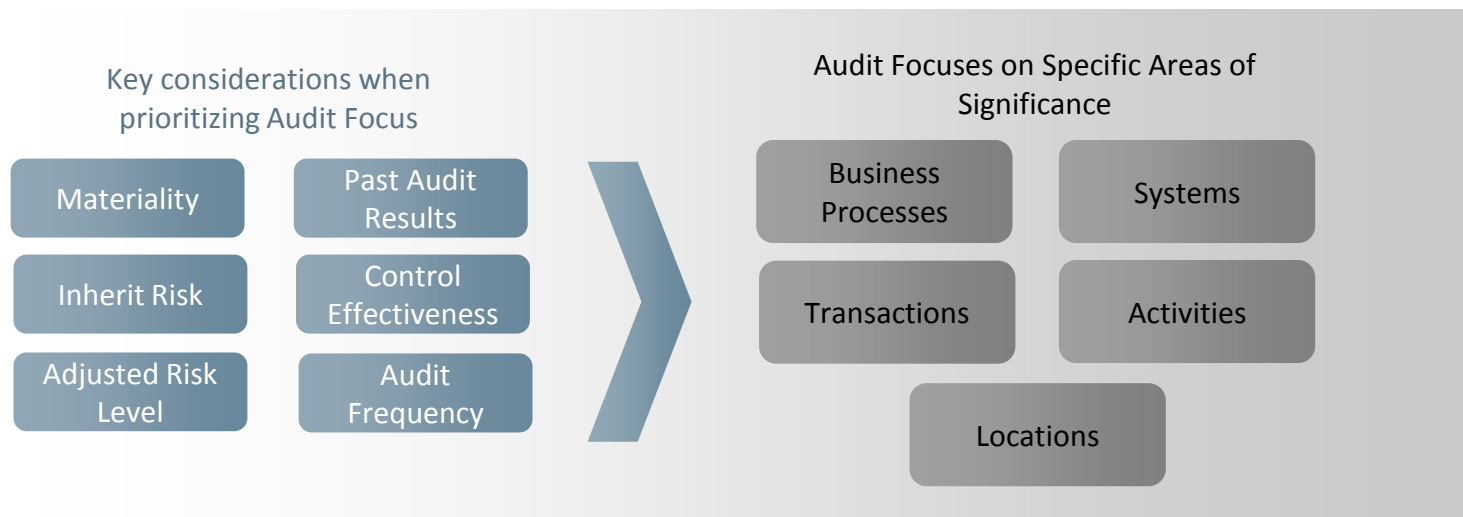 Key considerations when
prioritizing Audit Focus
Materiality
Past Audit
Results
Inherit Risk
Control
Effectiveness
Adjusted Risk
Level
Audit
Frequency
Audit Focuses on Specific Areas of
Significance
Business
Processes
Systems
Transactions
Activities
Locations